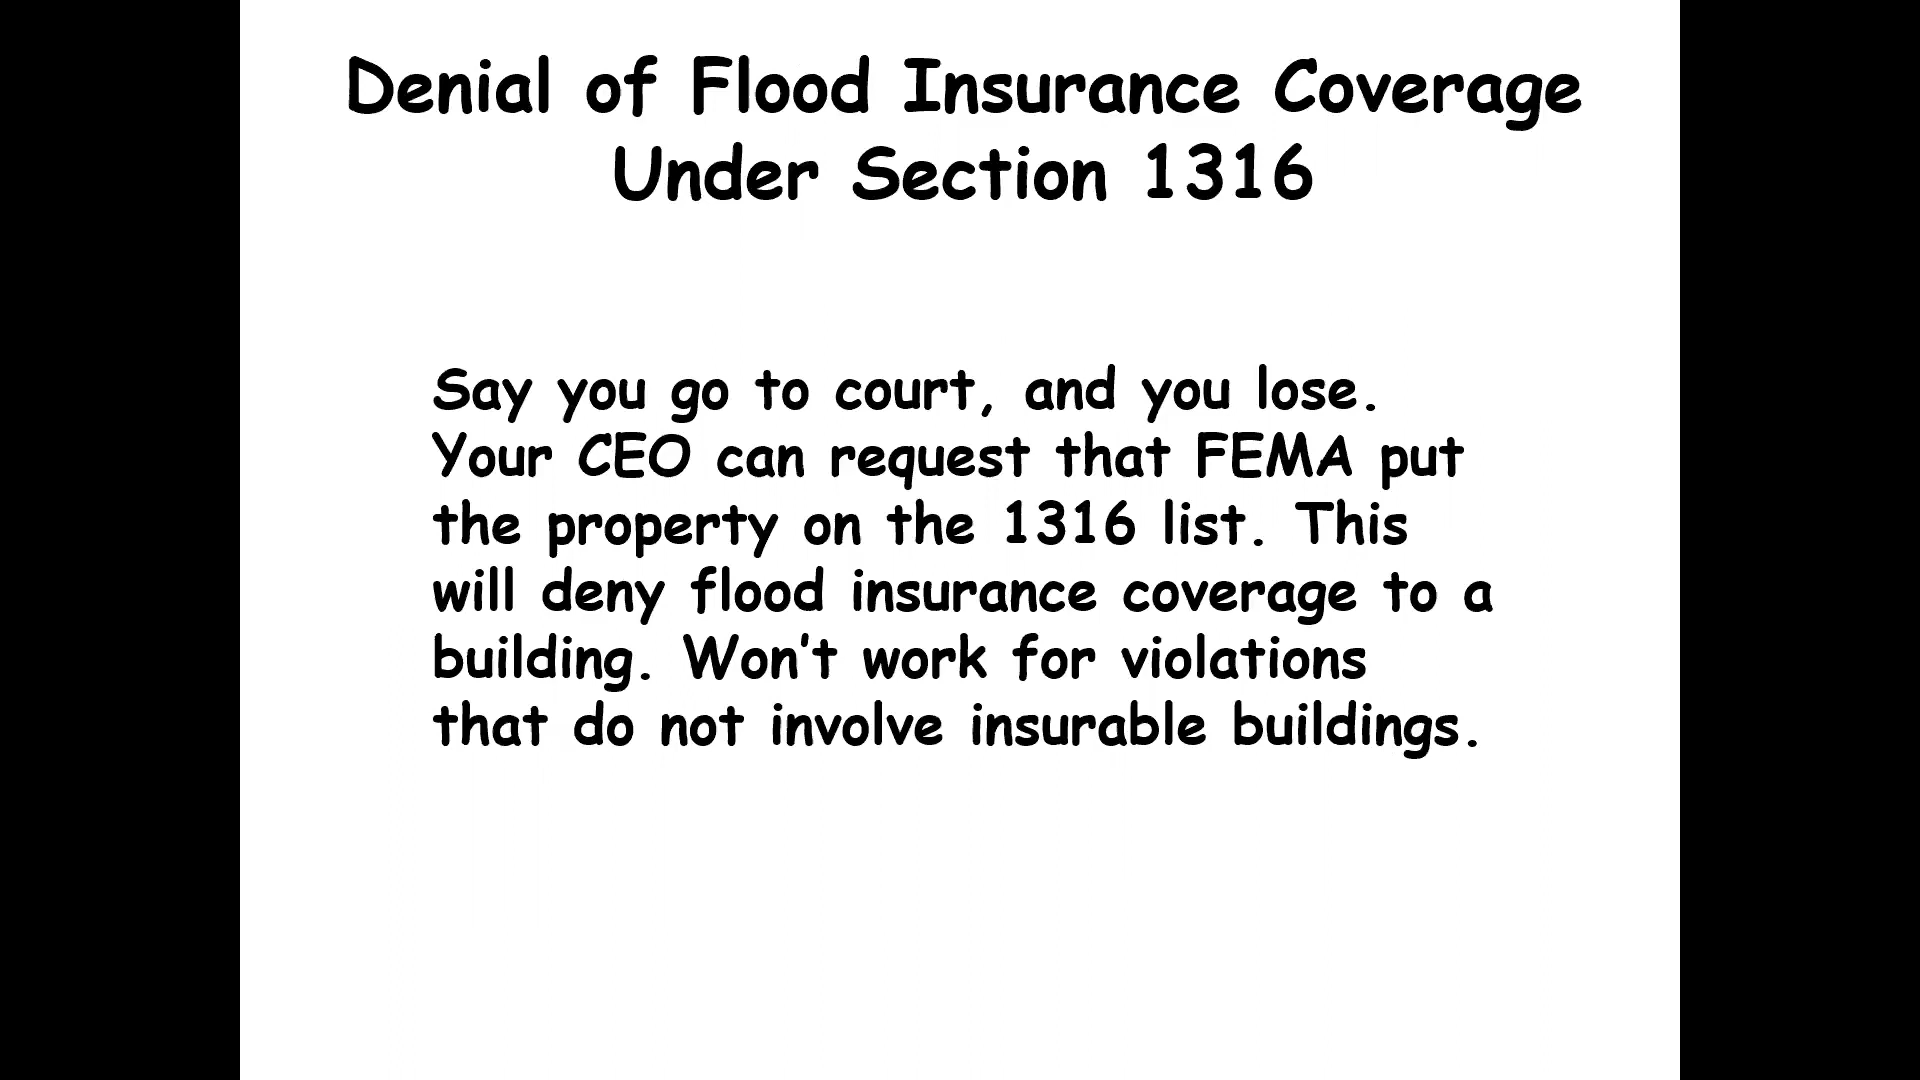 Denial of Flood Insurance Coverage
Under Section 1316
Say you go to court, and you lose.
Your CEO can request that FEMA put
the property on the 1316 list. This
will deny flood insurance coverage to a
building. Won't work for violations
that do not involve insurable buildings.